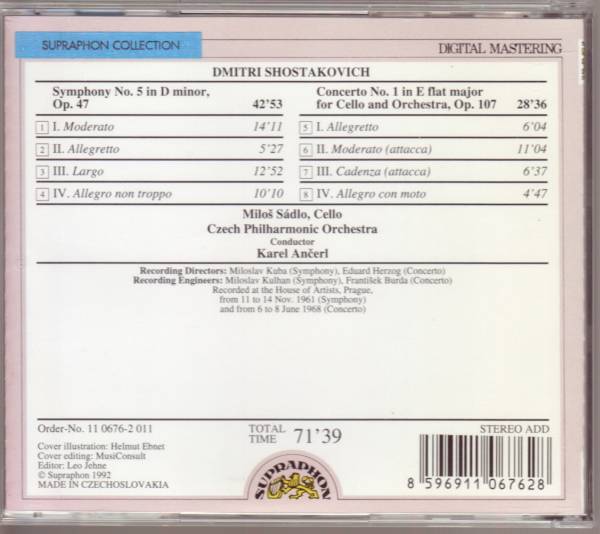 SUPRAPHON COLLECTION
DIGITAL MASTERING
DMITRI SHOSTAKOVICH
Symphony No. 5 in D minor,
Op. 47 42'53
1 I. Moderato 14'11
2 II. Allegretto 5'27
3 III. Largo 12'52
4 IV. Allegro non troppo 10'10
Concerto No. 1 in E flat major
for Cello and Orchestra, Op. 107 28'36
5 I. Allegretto 6'04
6 II. Moderato (attacca) 11'04
7 III. Cadenza (attacca) 6'37
8 IV. Allegro con moto 4'47
Miloš Sádlo, Cello
Czech Philharmonic Orchestra
Conductor
Karel Ančerl
Recording Directors: Miloslav Kuba (Symphony), Eduard Herzog (Concerto)
Recording Engineers: Miloslav Kulhan (Symphony), František Burda (Concerto)
Recorded at the House of Artists, Prague,
from 11 to 14 Nov. 1961 (Symphony)
and from 6 to 8 June 1968 (Concerto)
Order-No. 11 0676-2 011
TOTAL
TIME 71'39
STEREO ADD
Cover illustration: Helmut Ebnet
Cover editing: MusiConsult
Editor: Leo Jehne
© Supraphon 1992
MADE IN CZECHOSLOVAKIA
SUPRAPHON
8 596911 067628